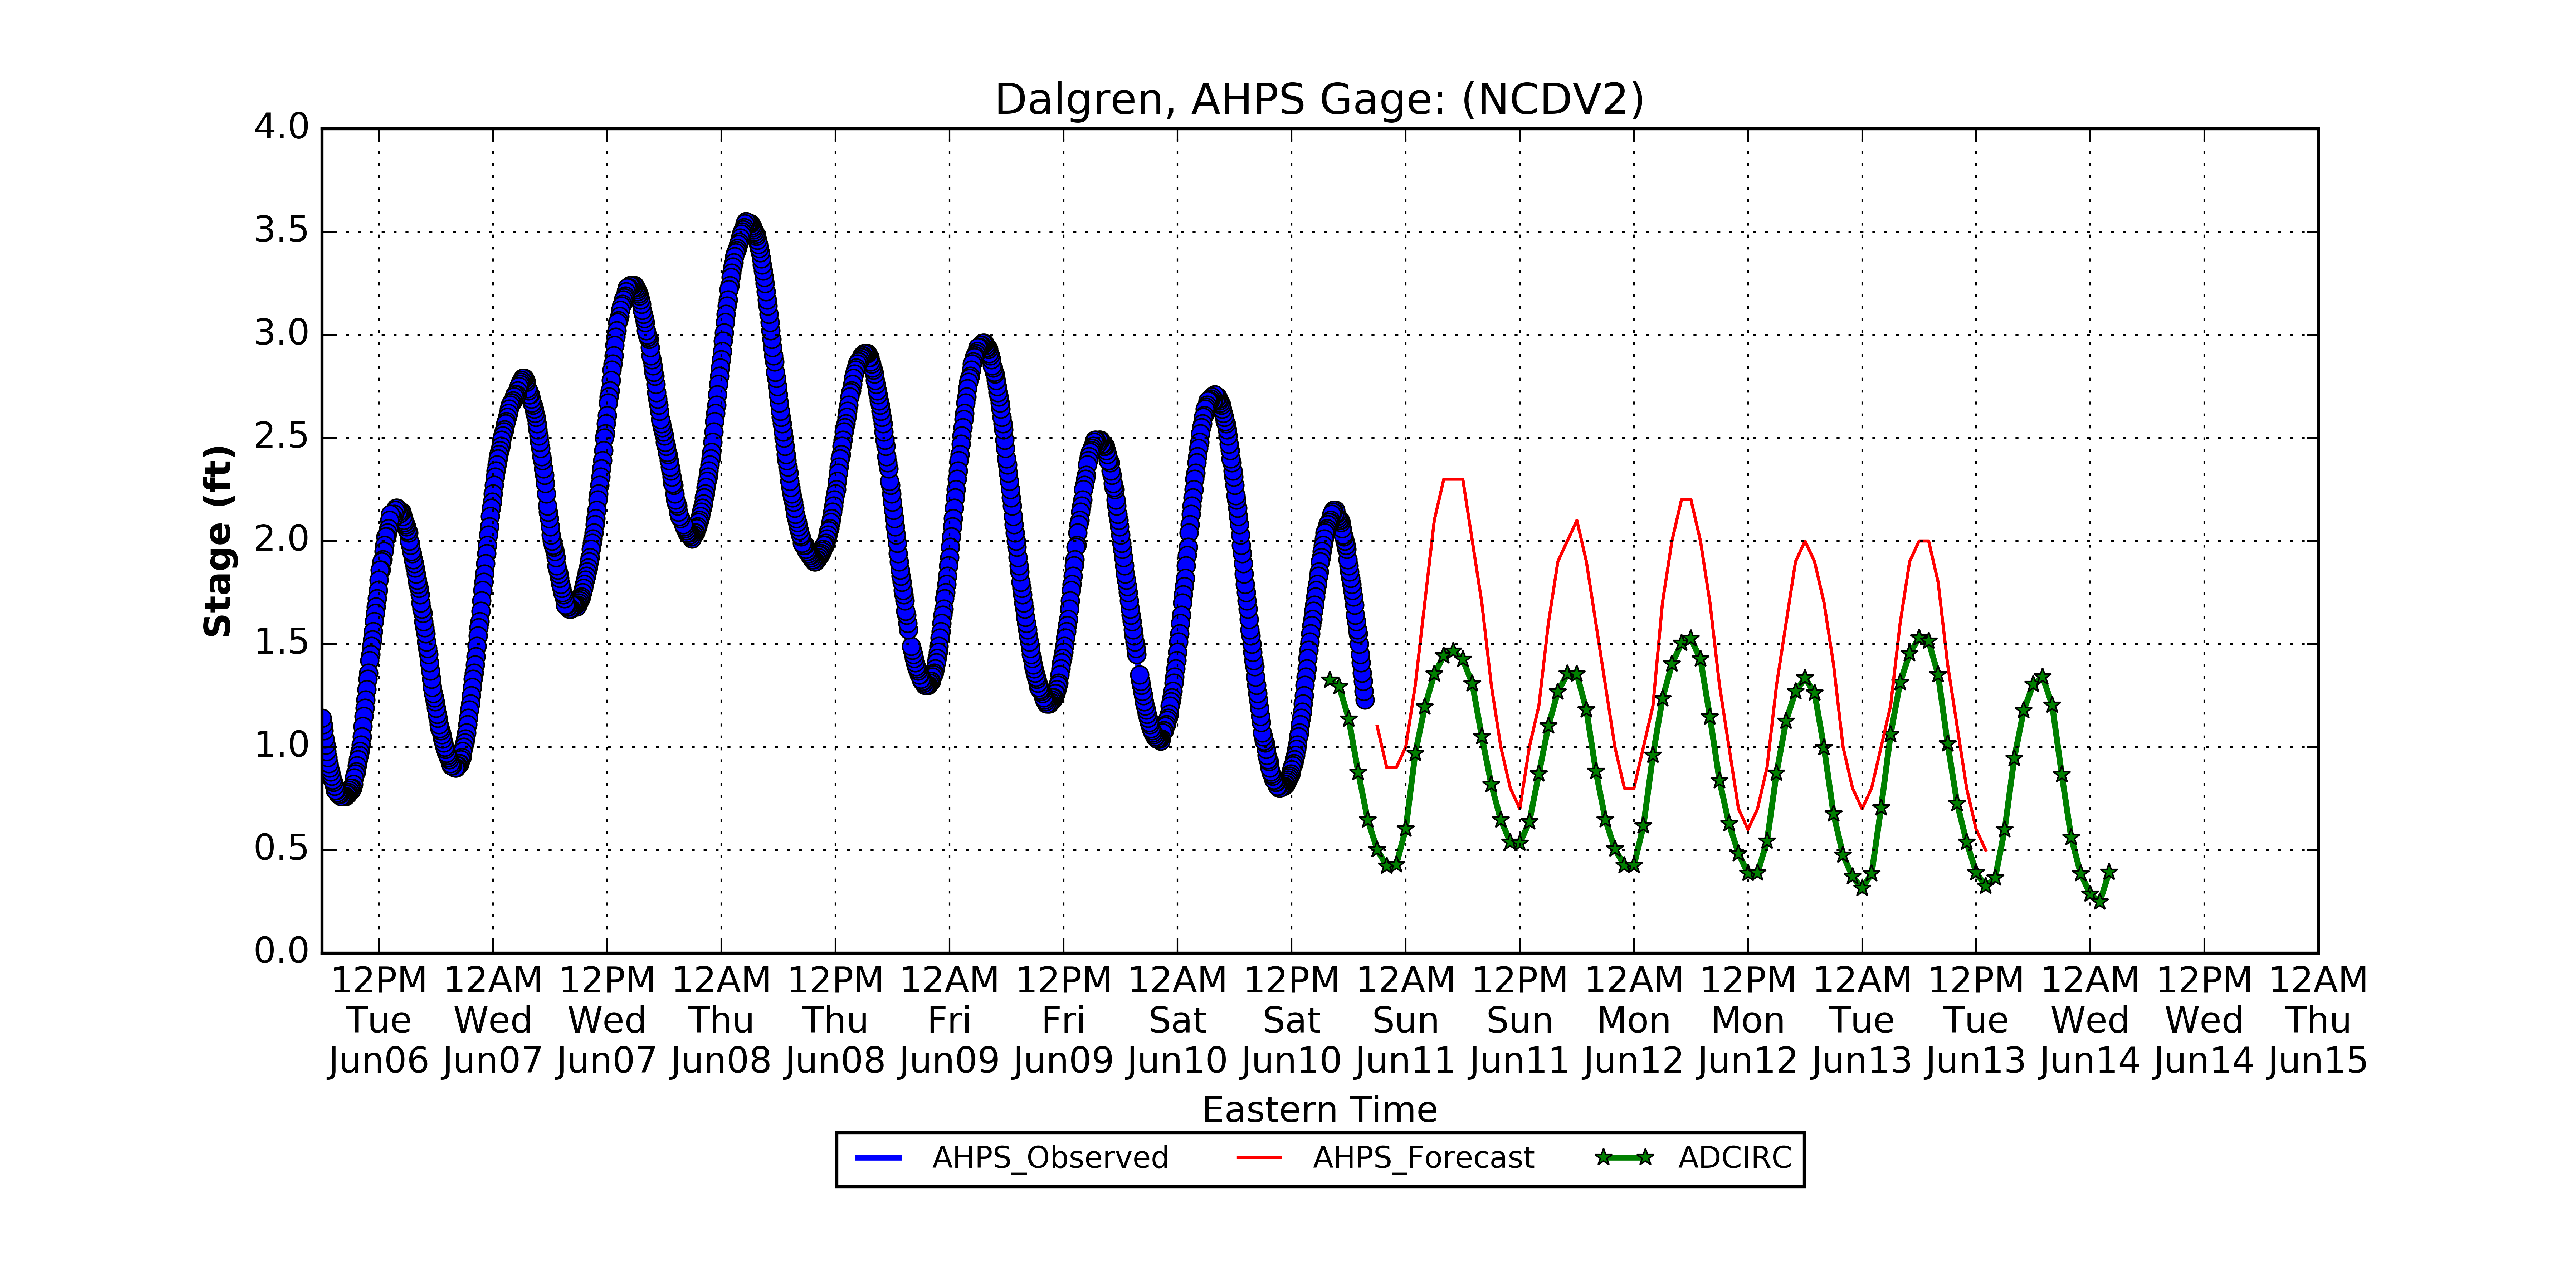 Dalgren, AHPS Gage: (NCDV2)
4.0
3.5
3.0
2.5
2.0
1.5
1.0
0.5
0.0
Stage (ft)
12PM 12AM 12PM 12AM 12PM 12AM 12PM 12AM 12PM 12AM 12PM 12AM 12PM 12AM 12PM 12AM 12PM 12AM
Tue Wed Wed Thu Thu Fri Fri Sat Sat Sun Sun Mon Mon Tue Tue Wed Wed Thu
Jun06 Jun07 Jun07 Jun08 Jun08 Jun09 Jun09 Jun10 Jun10 Jun11 Jun11 Jun12 Jun12 Jun13 Jun13 Jun14 Jun14 Jun15
Eastern Time
AHPS_Observed AHPS_Forecast ADCIRC